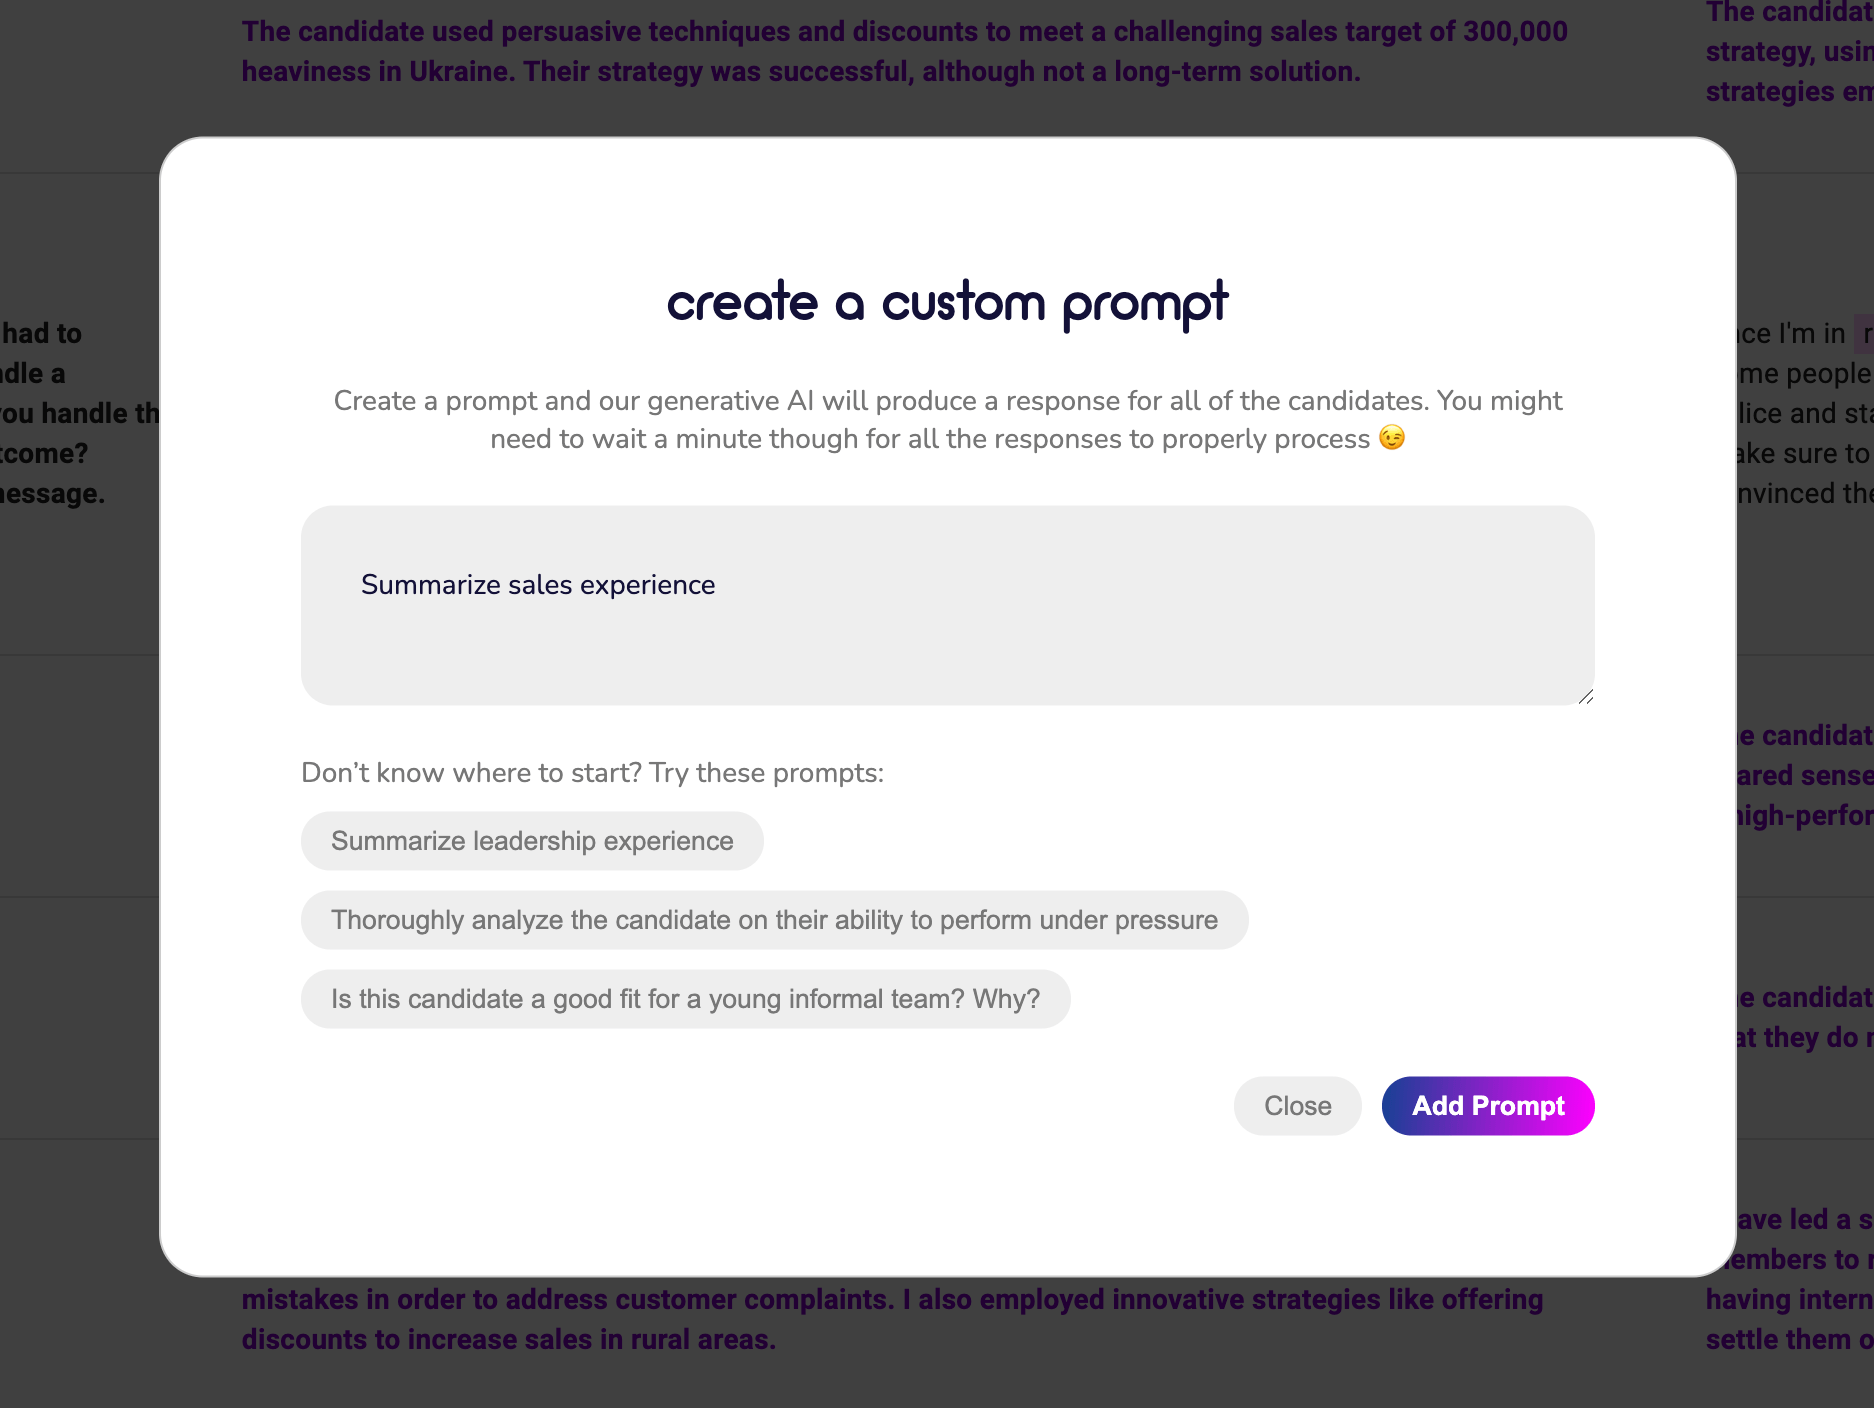 The candidate used persuasive techniques and discounts to meet a challenging sales target of 300,000
heaviness in Ukraine. Their strategy was successful, although not a long-term solution.
The candidat
strategy, usin
strategies em
had to
ndle a
you handle th
tcome?
nessage.
nce I'm in r
me people
lice and sta
ake sure to
nvinced the
create a custom prompt
Create a prompt and our generative AI will produce a response for all of the candidates. You might
need to wait a minute though for all the responses to properly process 😉
Summarize sales experience
Don’t know where to start? Try these prompts:
Summarize leadership experience
Thoroughly analyze the candidate on their ability to perform under pressure
Is this candidate a good fit for a young informal team? Why?
Close
Add Prompt
e candidat
ared sense
high-perfor
e candidat
at they do
ave led a s
embers to
having intern
settle them o
mistakes in order to address customer complaints. I also employed innovative strategies like offering
discounts to increase sales in rural areas.